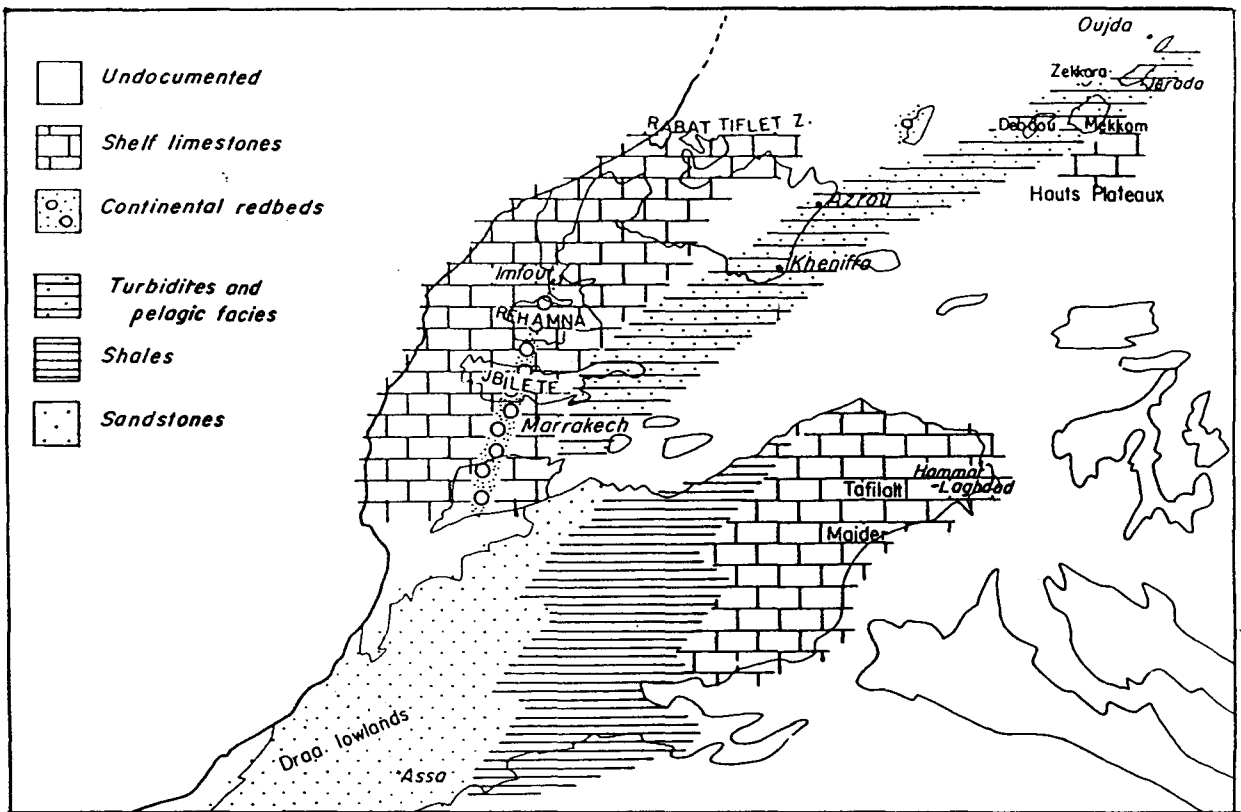 Undocumented
Shelf limestones
Continental redbeds
Turbidites and
pelagic facies
Shales
Sandstones
Oujda
Zekkara
Jerada
RABAT TIFLET Z.
Debdou Mekkam
Hauts Plateaux
Azrou
Khenifra
Imfout
REHAMNA
JBILETE
Marrakech
Hammar
-Laghdad
Tafilalt
Maider
Draa lowlands
Assa